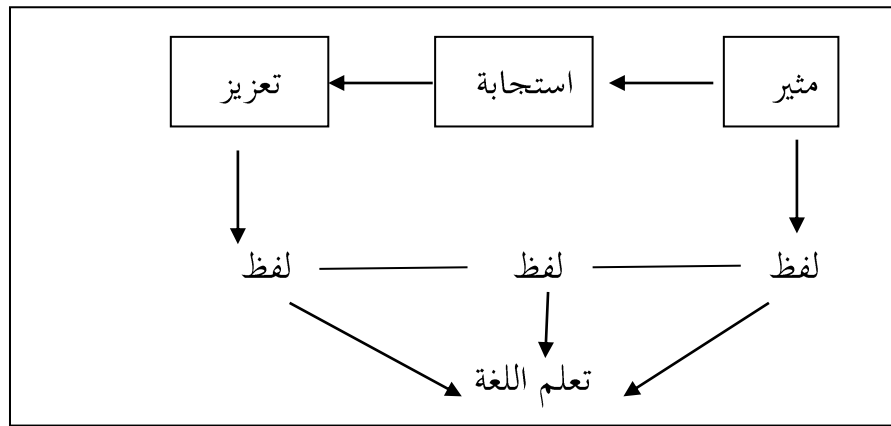 مثير استجابة تعزيز
لفظ لفظ لفظ
تعلم اللغة